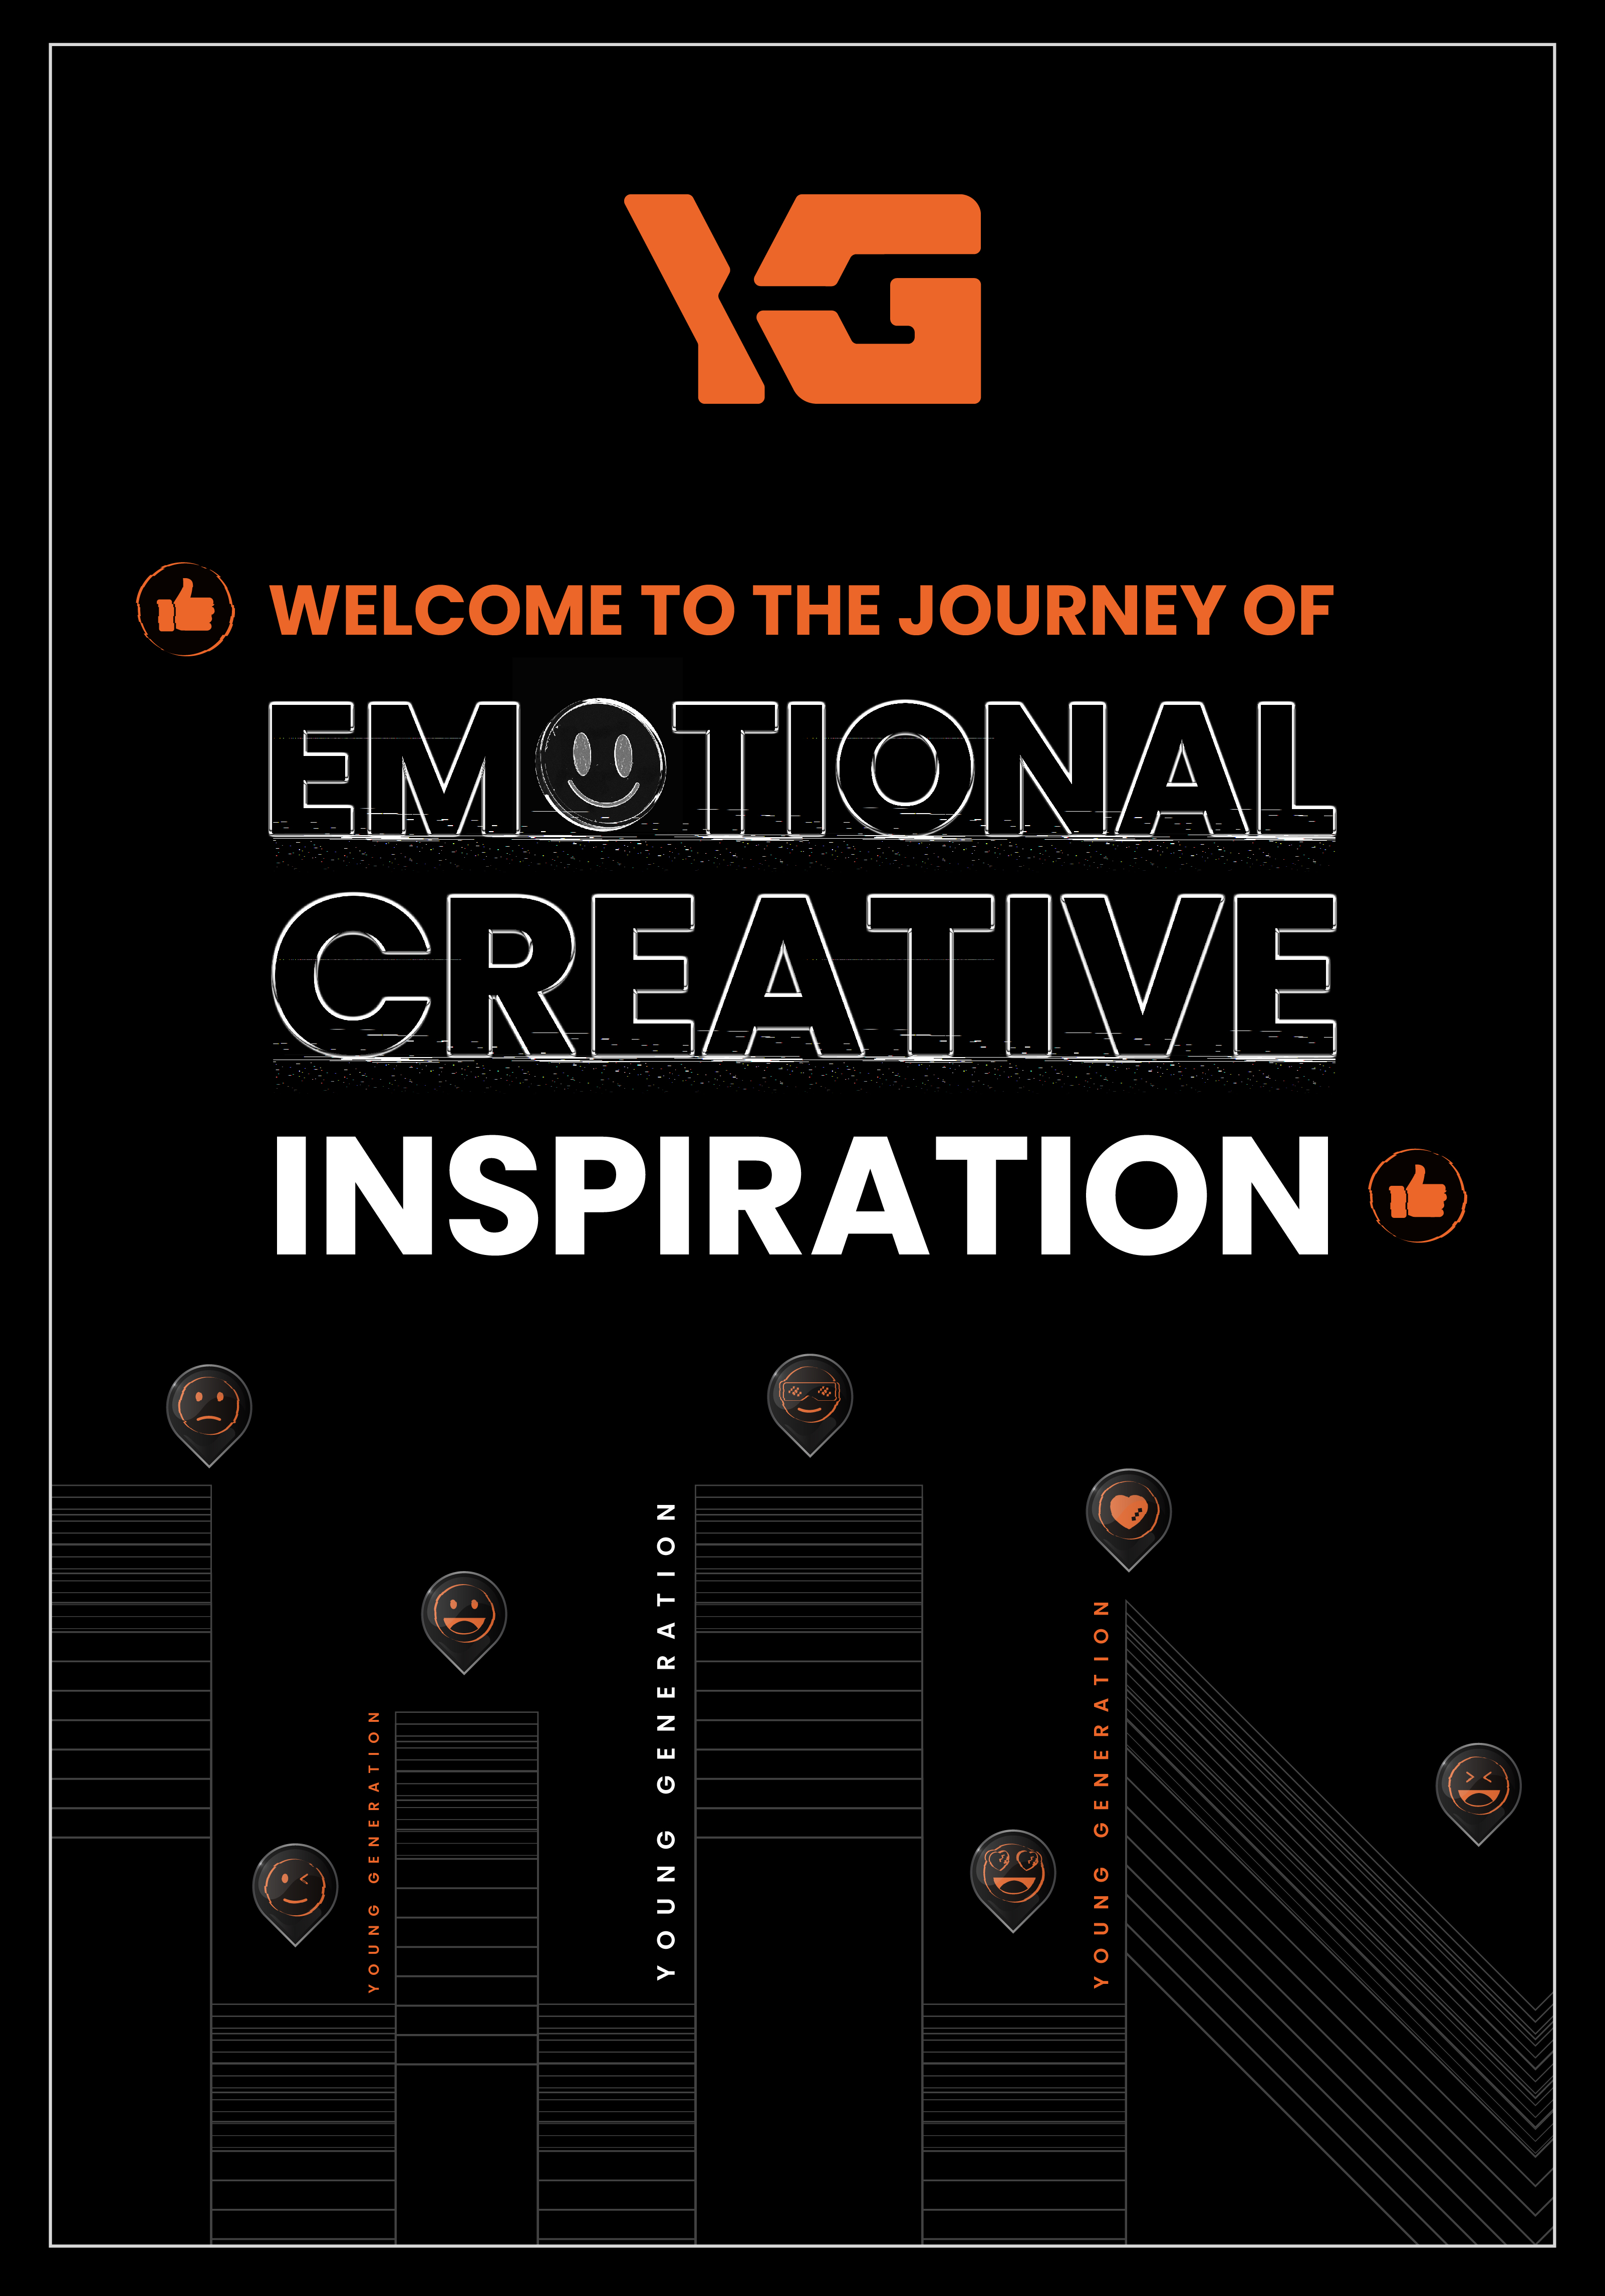 YG
WELCOME TO THE JOURNEY OF
EMOTIONAL
CREATIVE
INSPIRATION
YOUNG GENERATION
YOUNG GENERATION
YOUNG GENERATION